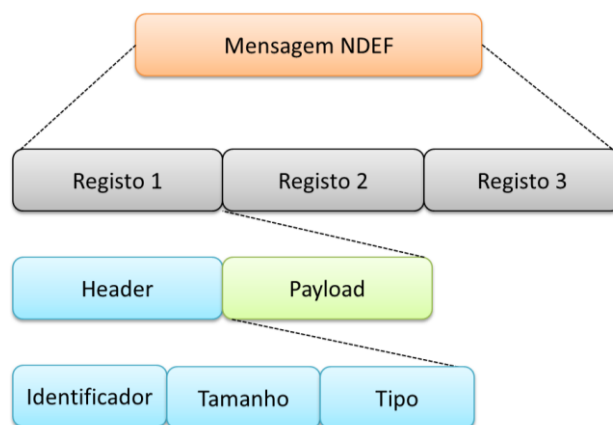 Mensagem NDEF
Registo 1 Registo 2 Registo 3
Header Payload
Identificador Tamanho Tipo